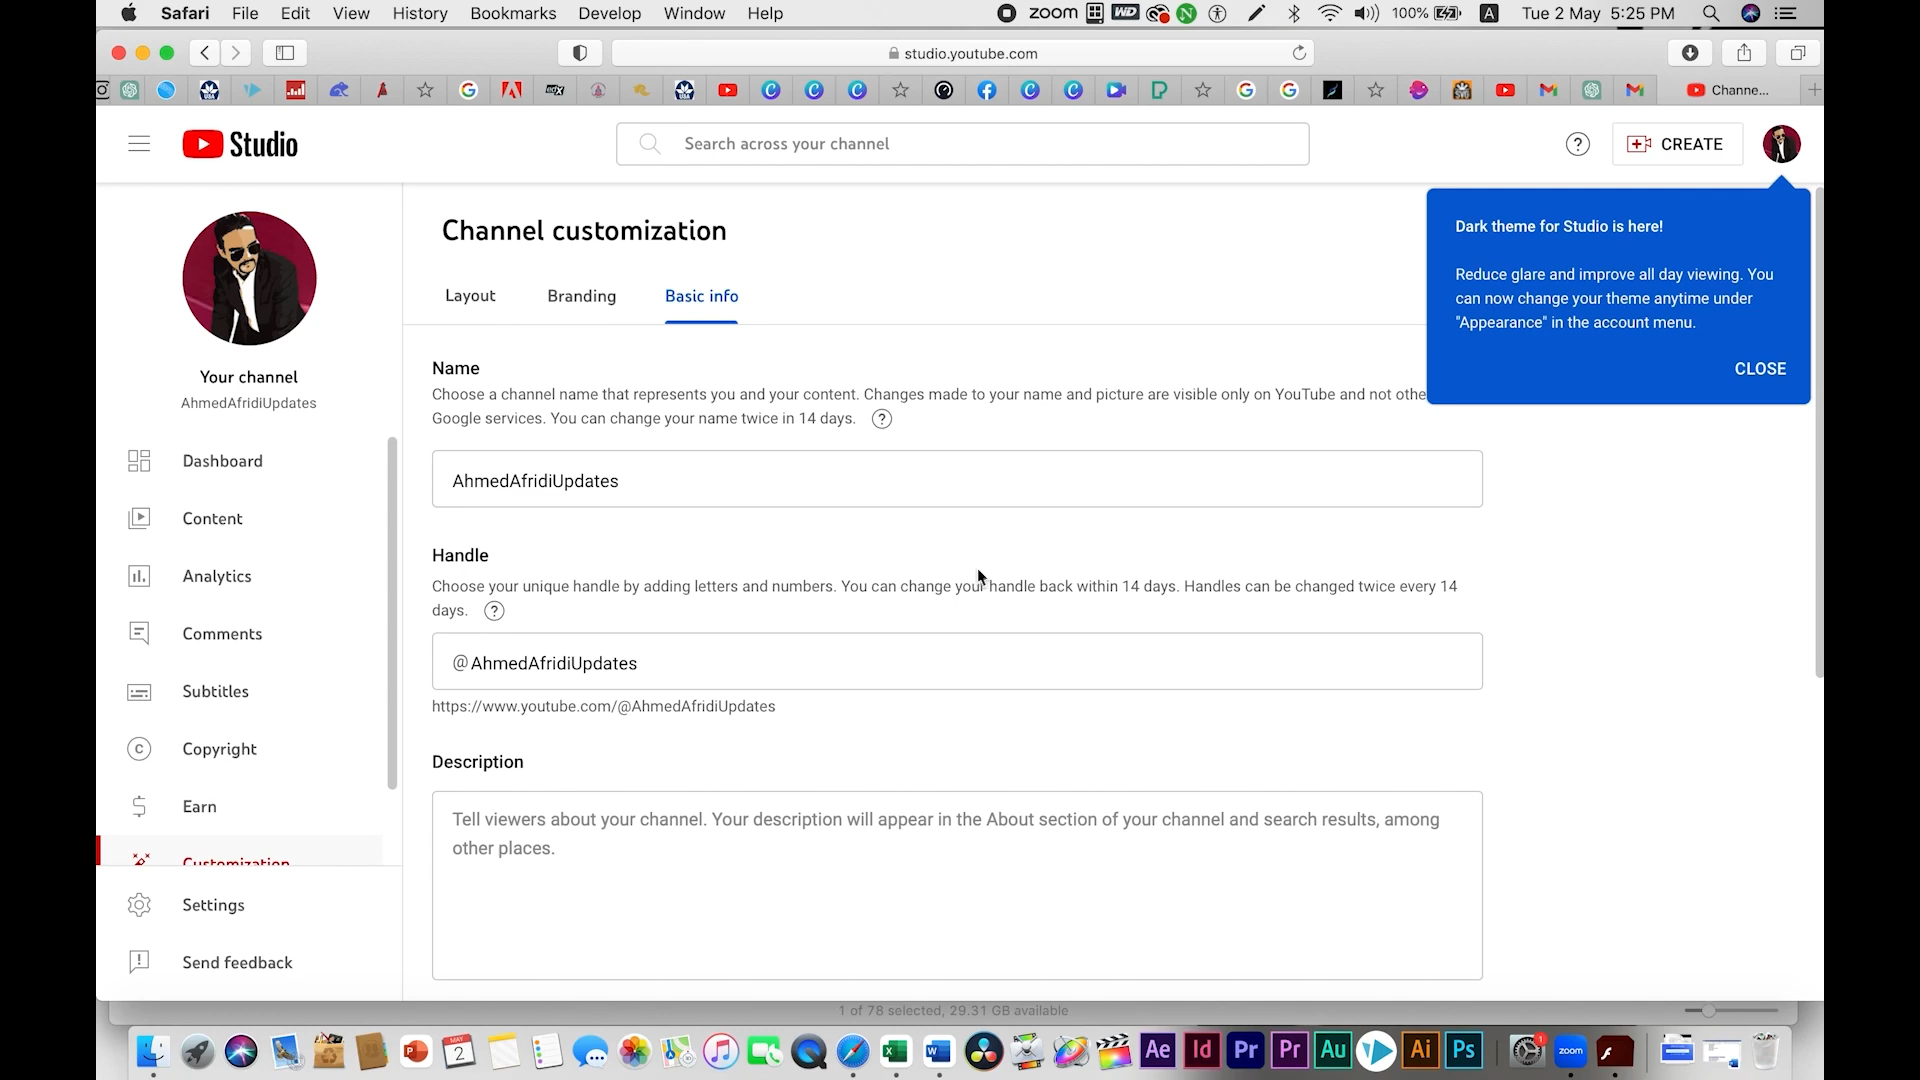 Safari File Edit View History Bookmarks Develop Window Help zoom WD N 100% A Tue 2 May 5:25 PM
studio.youtube.com
Channe...
Studio
Search across your channel
CREATE
Your channel
AhmedAfridiUpdates
Dashboard
Content
Analytics
Comments
Subtitles
Copyright
Earn
Customization
Settings
Send feedback
Channel customization
Layout Branding Basic info
Name
Choose a channel name that represents you and your content. Changes made to your name and picture are visible only on YouTube and not othe
Google services. You can change your name twice in 14 days.
AhmedAfridiUpdates
Handle
Choose your unique handle by adding letters and numbers. You can change your handle back within 14 days. Handles can be changed twice every 14
days.
@AhmedAfridiUpdates
https://www.youtube.com/@AhmedAfridiUpdates
Description
Tell viewers about your channel. Your description will appear in the About section of your channel and search results, among
other places.
Dark theme for Studio is here!
Reduce glare and improve all day viewing. You
can now change your theme anytime under
"Appearance" in the account menu.
CLOSE
1 of 78 selected, 29.31 GB available
MAY
2
Ae Id Pr Pr Au Ai Ps 1 zoom